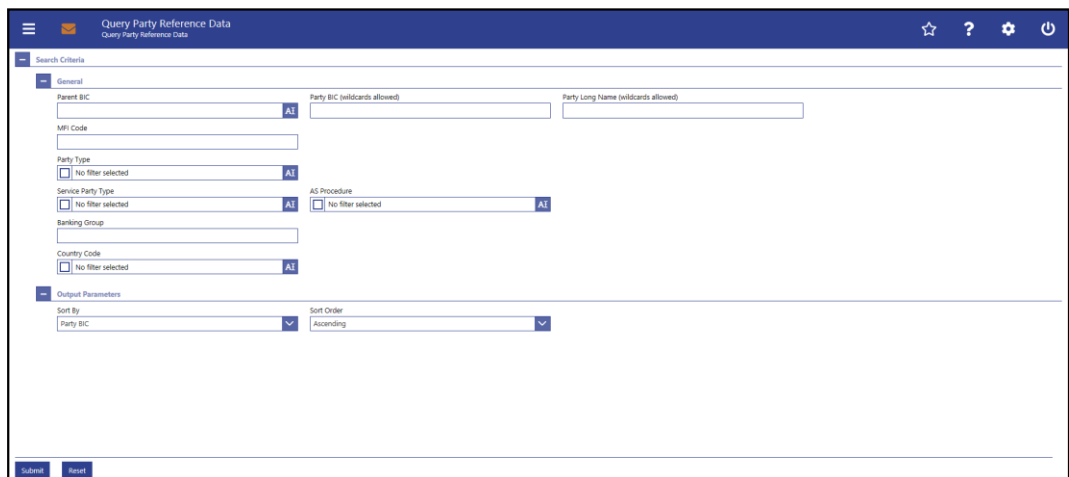 Query Party Reference Data
Query Party Reference Data
Search Criteria
General
Parent BIC Party BIC (wildcards allowed) Party Long Name (wildcards allowed)
AI
MFI Code
Party Type
No filter selected AI
Service Party Type AS Procedure
No filter selected AI No filter selected AI
Banking Group
Country Code
No filter selected AI
Output Parameters
Sort By Sort Order
Party BIC Ascending
Submit Reset